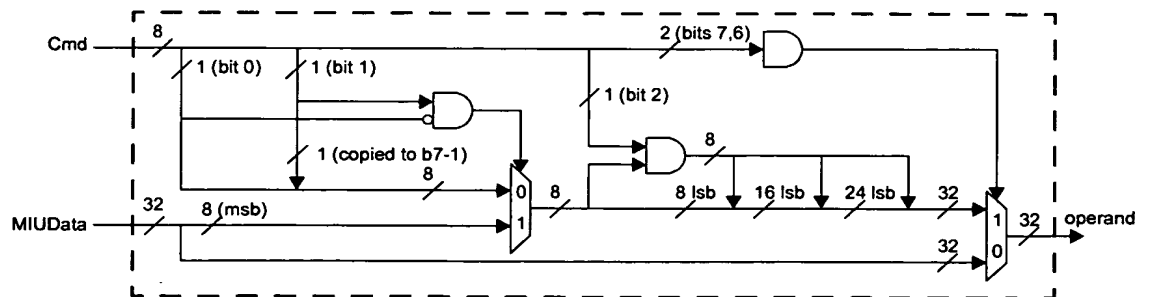 Cmd
8
2 (bits 7,6)
1 (bit 0)
1 (bit 1)
1 (bit 2)
1 (copied to b7-1)
8
8
0
1
8
8 lsb
16 lsb
24 lsb
32
MIUData
32
8 (msb)
1
0
32
operand
32